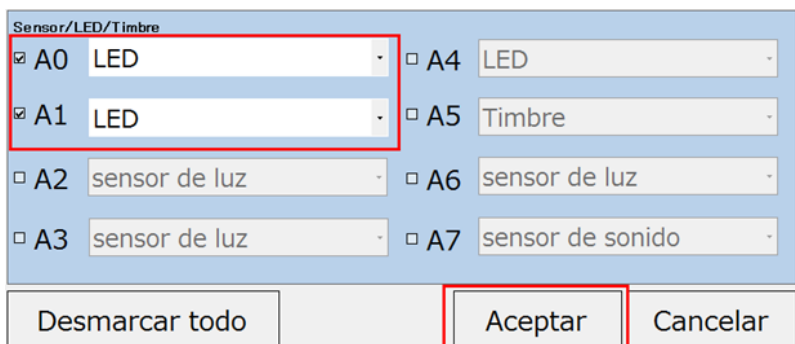 Sensor/LED/Timbre
A0 LED A4 LED
A1 LED A5 Timbre
A2 sensor de luz A6 sensor de luz
A3 sensor de luz A7 sensor de sonido
Desmarcar todo Aceptar Cancelar